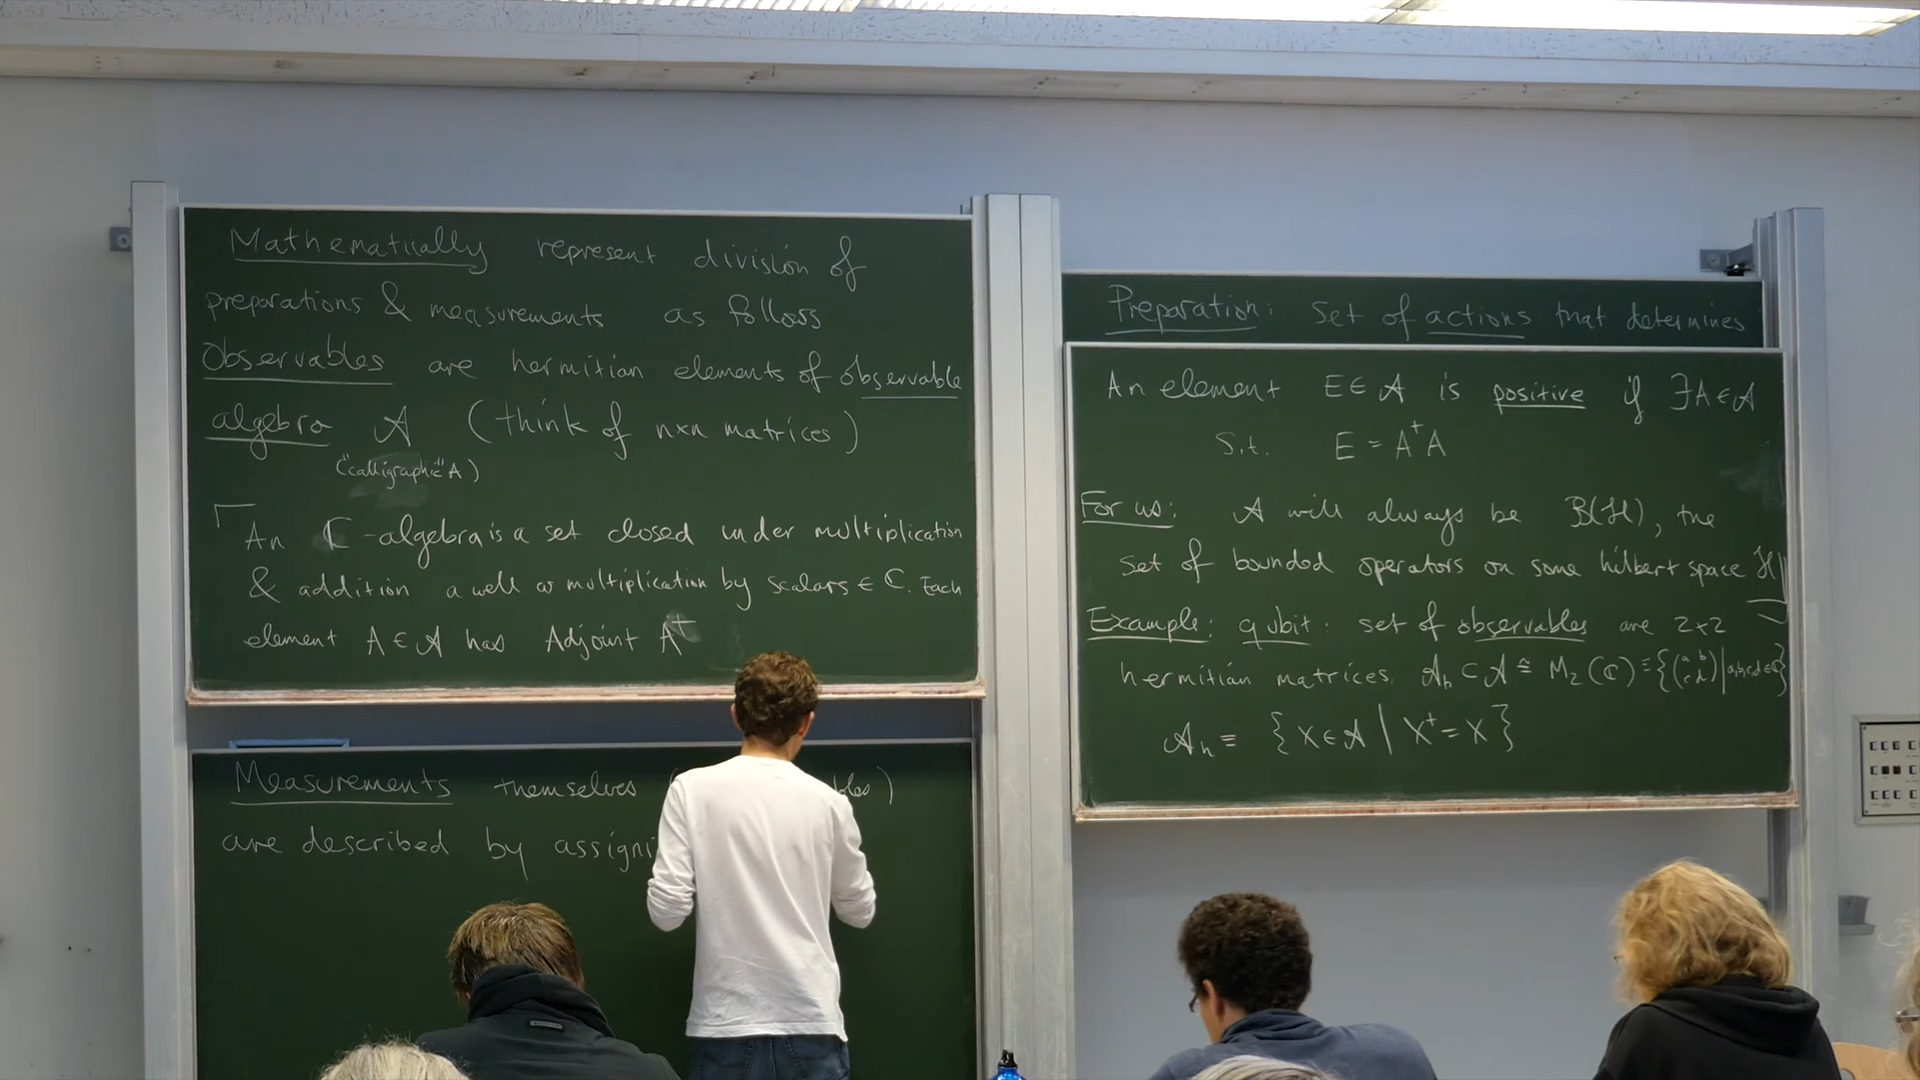 Mathematically represent division of
preparations & measurements as follows
Observables are hermitian elements of observable
algebra 𝒜 (think of n×n matrices)
("calligraphic" A)
An ℂ-algebra is a set closed under multiplication
& addition a well as multiplication by scalars ∈ ℂ. Each
element A ∈ 𝒜 has Adjoint A†
Measurements themselves
are described by
Preparation: Set of actions that determines
An element E ∈ 𝒜 is positive if ∃A ∈ 𝒜
S.t. E = A†A
For us: 𝒜 will always be B(ℋ), the
set of bounded operators on some hilbert space ℋ
Example: qubit: set of observables are 2×2
hermitian matrices. 𝒜ₕ ⊂ 𝒜 ≅ M₂(ℂ) ≡ {(a b c d) | a,b,c,d ∈ ℂ}
𝒜ₕ ≡ {X ∈ 𝒜 | X† = X}